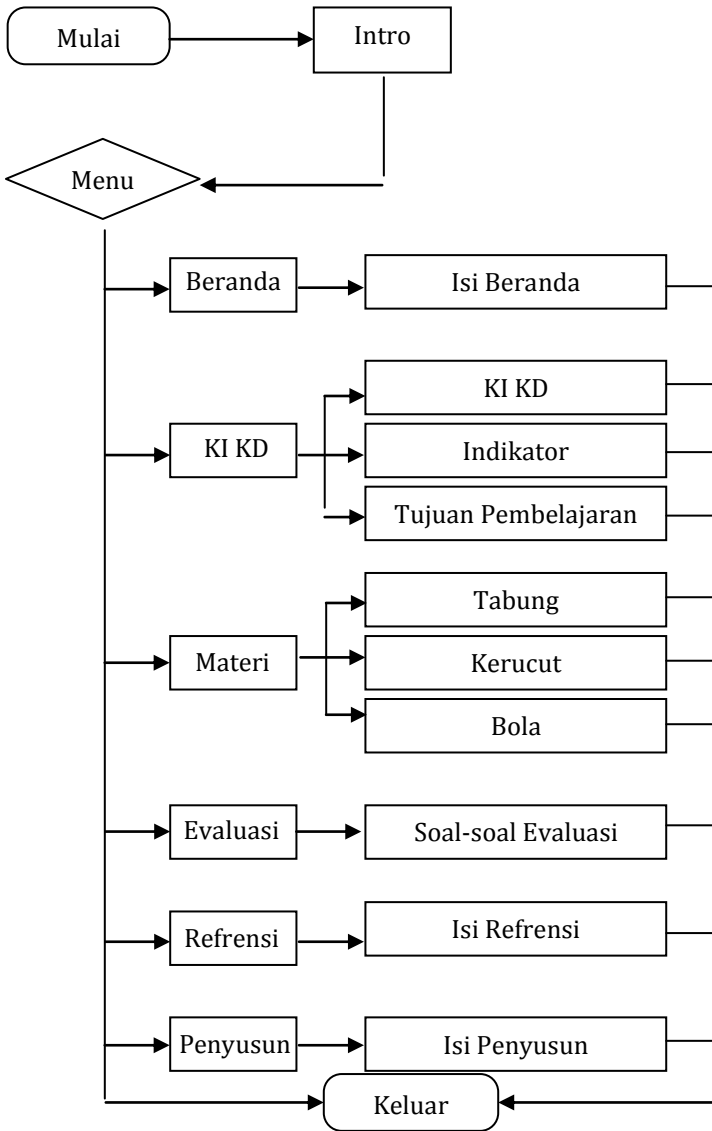 Mulai
Intro
Menu
Beranda
Isi Beranda
KI KD
KI KD
Indikator
Tujuan Pembelajaran
Materi
Tabung
Kerucut
Bola
Evaluasi
Soal-soal Evaluasi
Refrensi
Isi Refrensi
Penyusun
Isi Penyusun
Keluar